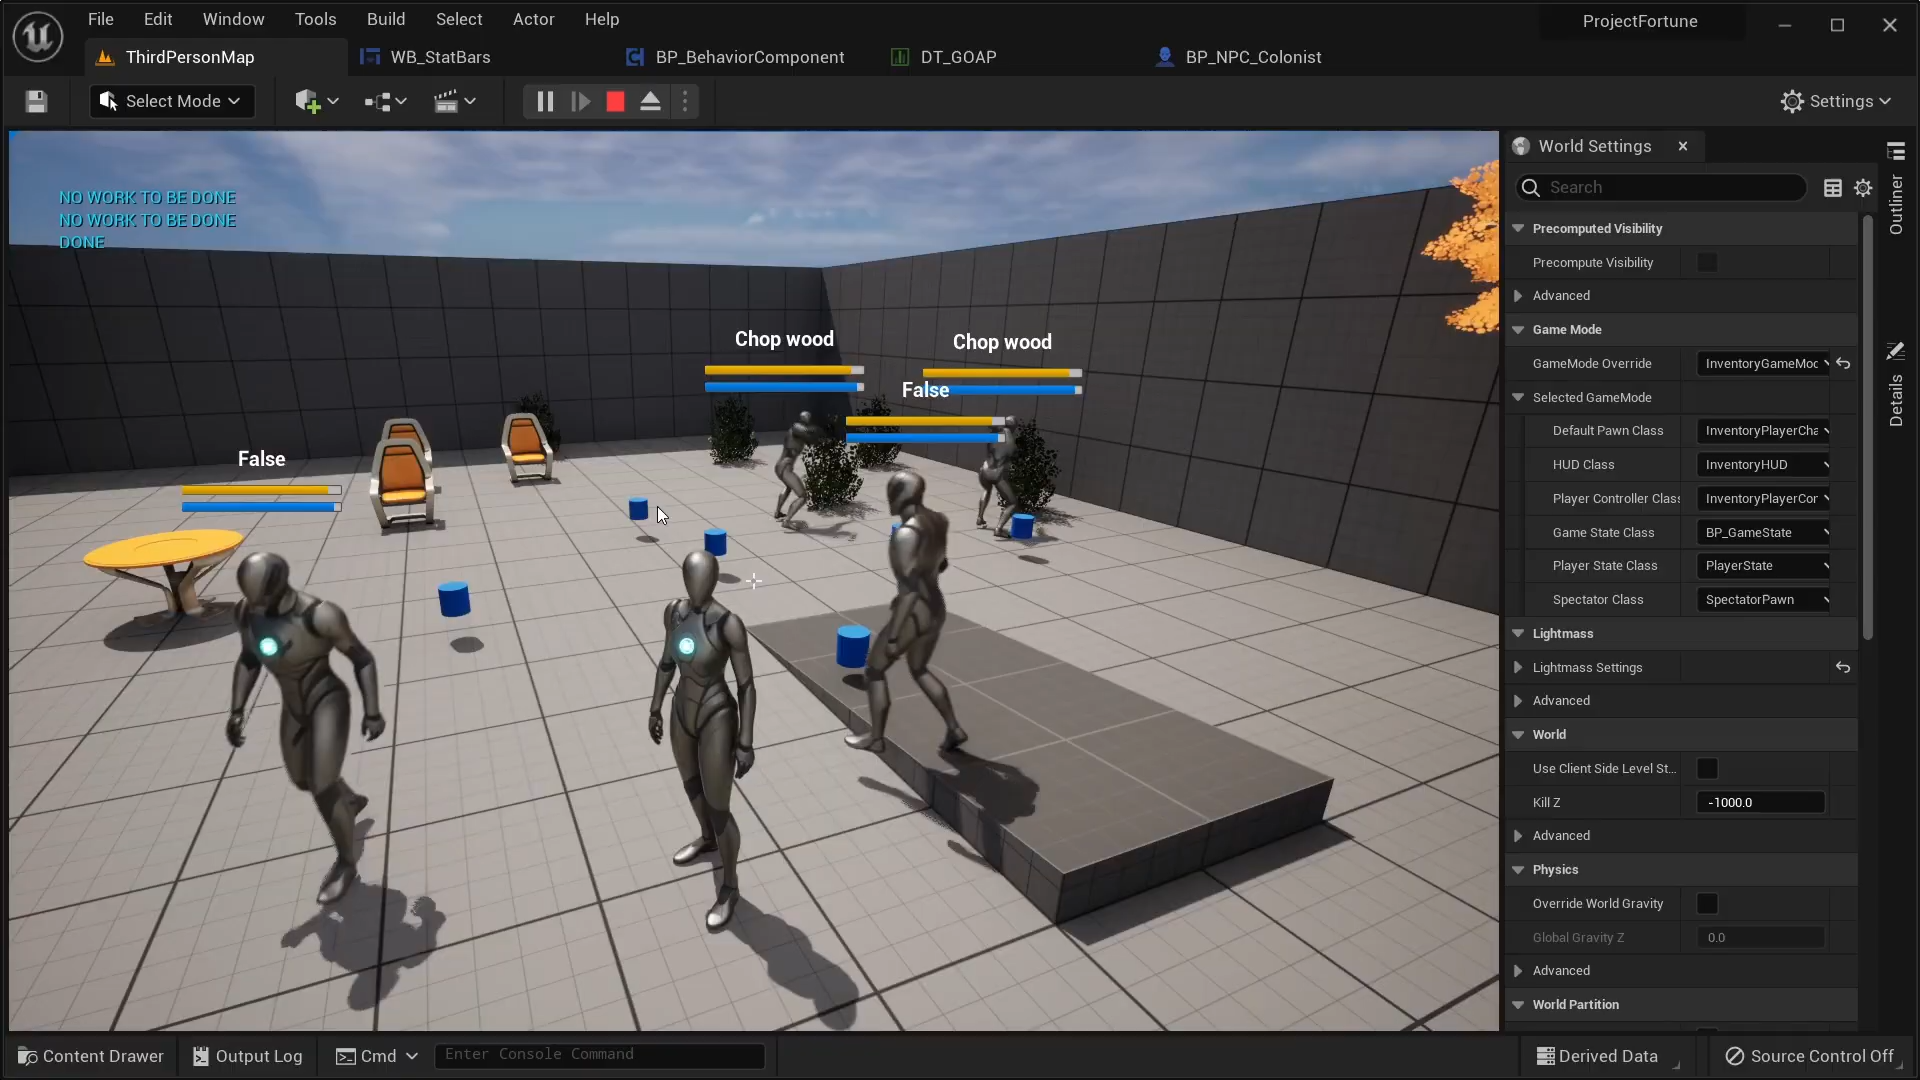 File Edit Window Tools Build Select Actor Help
ProjectFortune
ThirdPersonMap
WB_StatBars
BP_BehaviorComponent
DT_GOAP
BP_NPC_Colonist
Select Mode
Settings
NO WORK TO BE DONE
NO WORK TO BE DONE
DONE
Chop wood
Chop wood
False
False
World Settings
Search
Outliner
Details
Precomputed Visibility
Precompute Visibility
Advanced
Game Mode
GameMode Override InventoryGameMoc
Selected GameMode
Default Pawn Class InventoryPlayerCha
HUD Class InventoryHUD
Player Controller Class InventoryPlayerCor
Game State Class BP_GameState
Player State Class PlayerState
Spectator Class SpectatorPawn
Lightmass
Lightmass Settings
Advanced
World
Use Client Side Level St...
Kill Z -1000.0
Advanced
Physics
Override World Gravity
Global Gravity Z 0.0
Advanced
World Partition
Content Drawer
Output Log
Cmd
Enter Console Command
Derived Data
Source Control Off